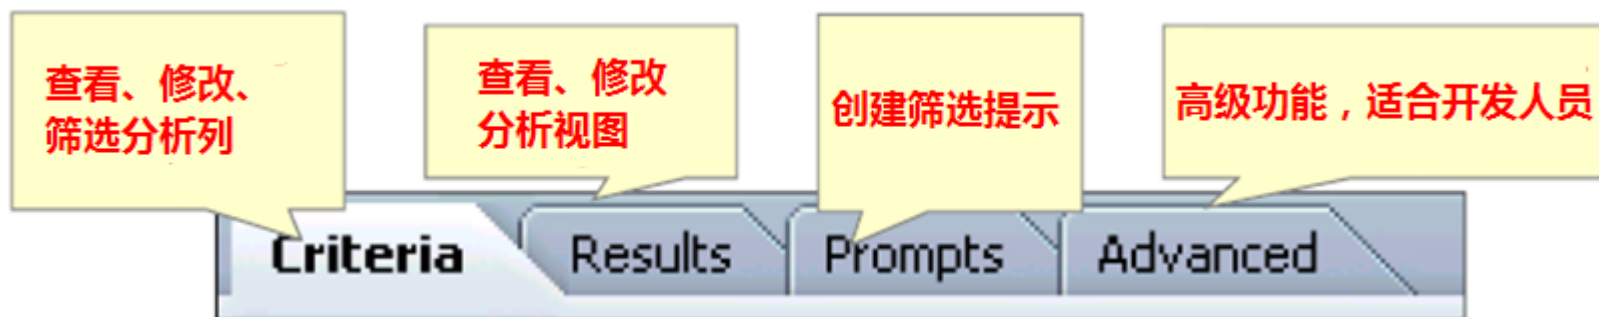 查看、修改、
筛选分析列
查看、修改
分析视图
创建筛选提示
高级功能，适合开发人员
Criteria
Results
Prompts
Advanced